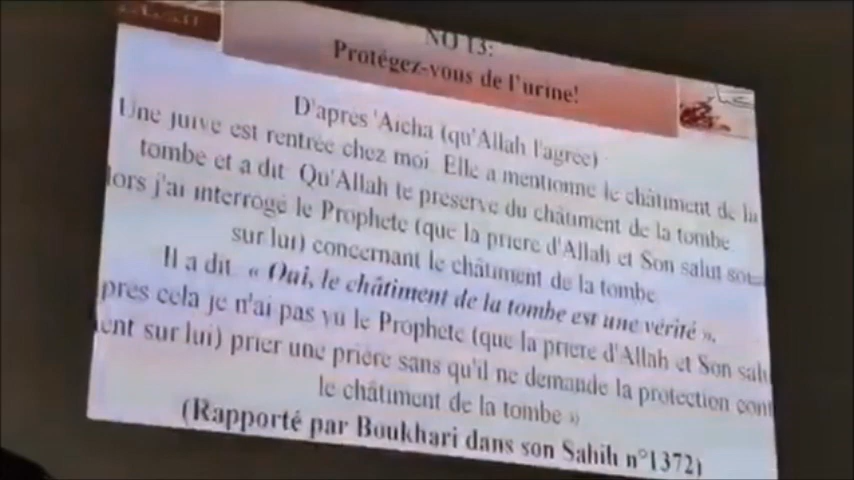 NO 13:
Protégez-vous de l'urine!
D'après 'Aicha (qu'Allah l'agrée)
Une juive est rentrée chez moi. Elle a mentionné le châtiment de la
tombe et a dit: Qu'Allah te préserve du châtiment de la tombe.
lors j'ai interrogé le Prophète (que la prière d'Allah et Son salut soient
sur lui) concernant le châtiment de la tombe.
Il a dit: « Oui, le châtiment de la tombe est une vérité ».
près cela je n'ai pas vu le Prophète (que la prière d'Allah et Son salu
ent sur lui) prier une prière sans qu'il ne demande la protection cont
le châtiment de la tombe »
(Rapporté par Boukhari dans son Sahih n°1372)